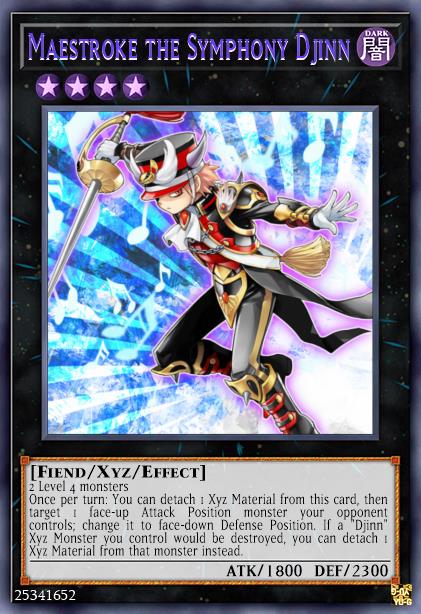 Maestroke the Symphony Djinn
DARK
闇
[Fiend/Xyz/Effect]
2 Level 4 monsters
Once per turn: You can detach 1 Xyz Material from this card, then
target 1 face-up Attack Position monster your opponent
controls; change it to face-down Defense Position. If a "Djinn"
Xyz Monster you control would be destroyed, you can detach 1
Xyz Material from that monster instead.
ATK/1800 DEF/2300
25341652